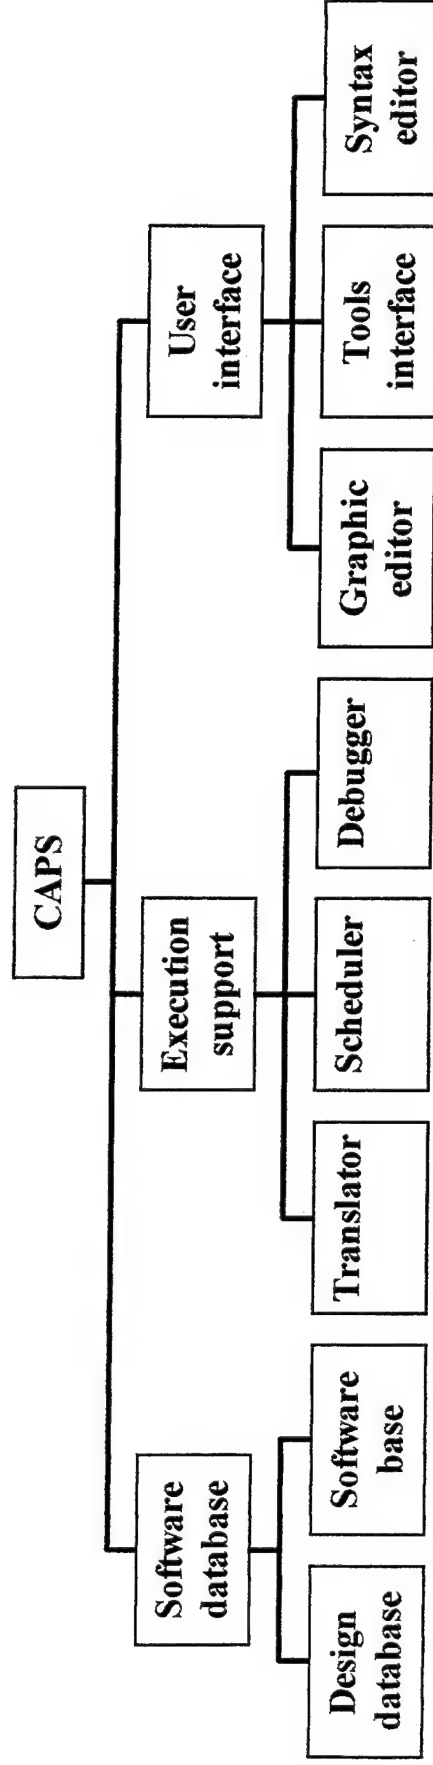 CAPS
Software
database
Execution
support
User
interface
Design
database
Software
base
Translator
Scheduler
Debugger
Graphic
editor
Tools
interface
Syntax
editor